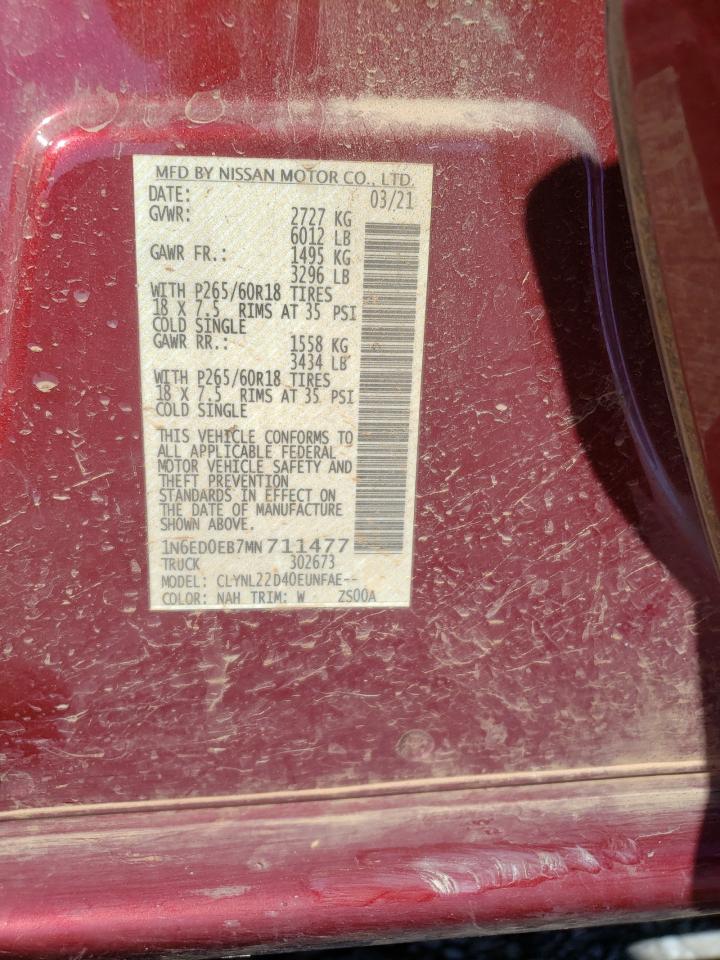 MFD BY NISSAN MOTOR CO., LTD.
DATE: 03/21
GVWR: 2727 KG
6012 LB
GAWR FR.: 1495 KG
3296 LB
WITH P265/60R18 TIRES
18 X 7.5 RIMS AT 35 PSI
COLD SINGLE
GAWR RR.: 1558 KG
3434 LB
WITH P265/60R18 TIRES
18 X 7.5 RIMS AT 35 PSI
COLD SINGLE
THIS VEHICLE CONFORMS TO
ALL APPLICABLE FEDERAL
MOTOR VEHICLE SAFETY AND
THEFT PREVENTION
STANDARDS IN EFFECT ON
THE DATE OF MANUFACTURE
SHOWN ABOVE.
1N6ED0EB7MN711477
TRUCK 302673
MODEL: CLYNL22D40EUNFAE--
COLOR: NAH TRIM: W ZS00A